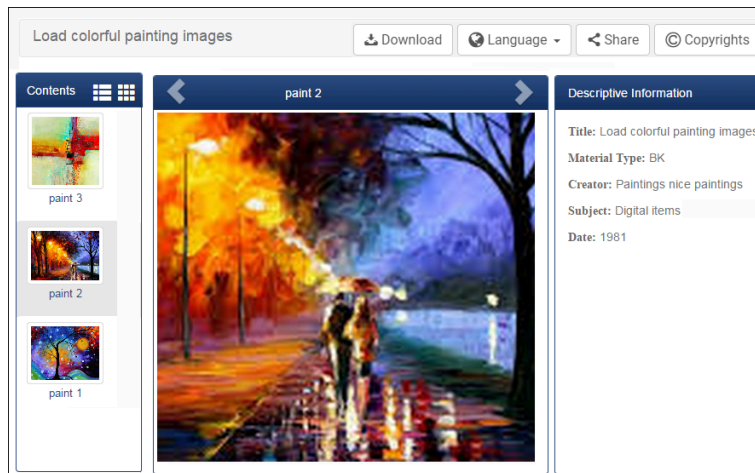 Load colorful painting images
Download
Language
Share
Copyrights
Contents
paint 3
paint 2
paint 1
paint 2
Descriptive Information
Title: Load colorful painting images
Material Type: BK
Creator: Paintings nice paintings
Subject: Digital items
Date: 1981